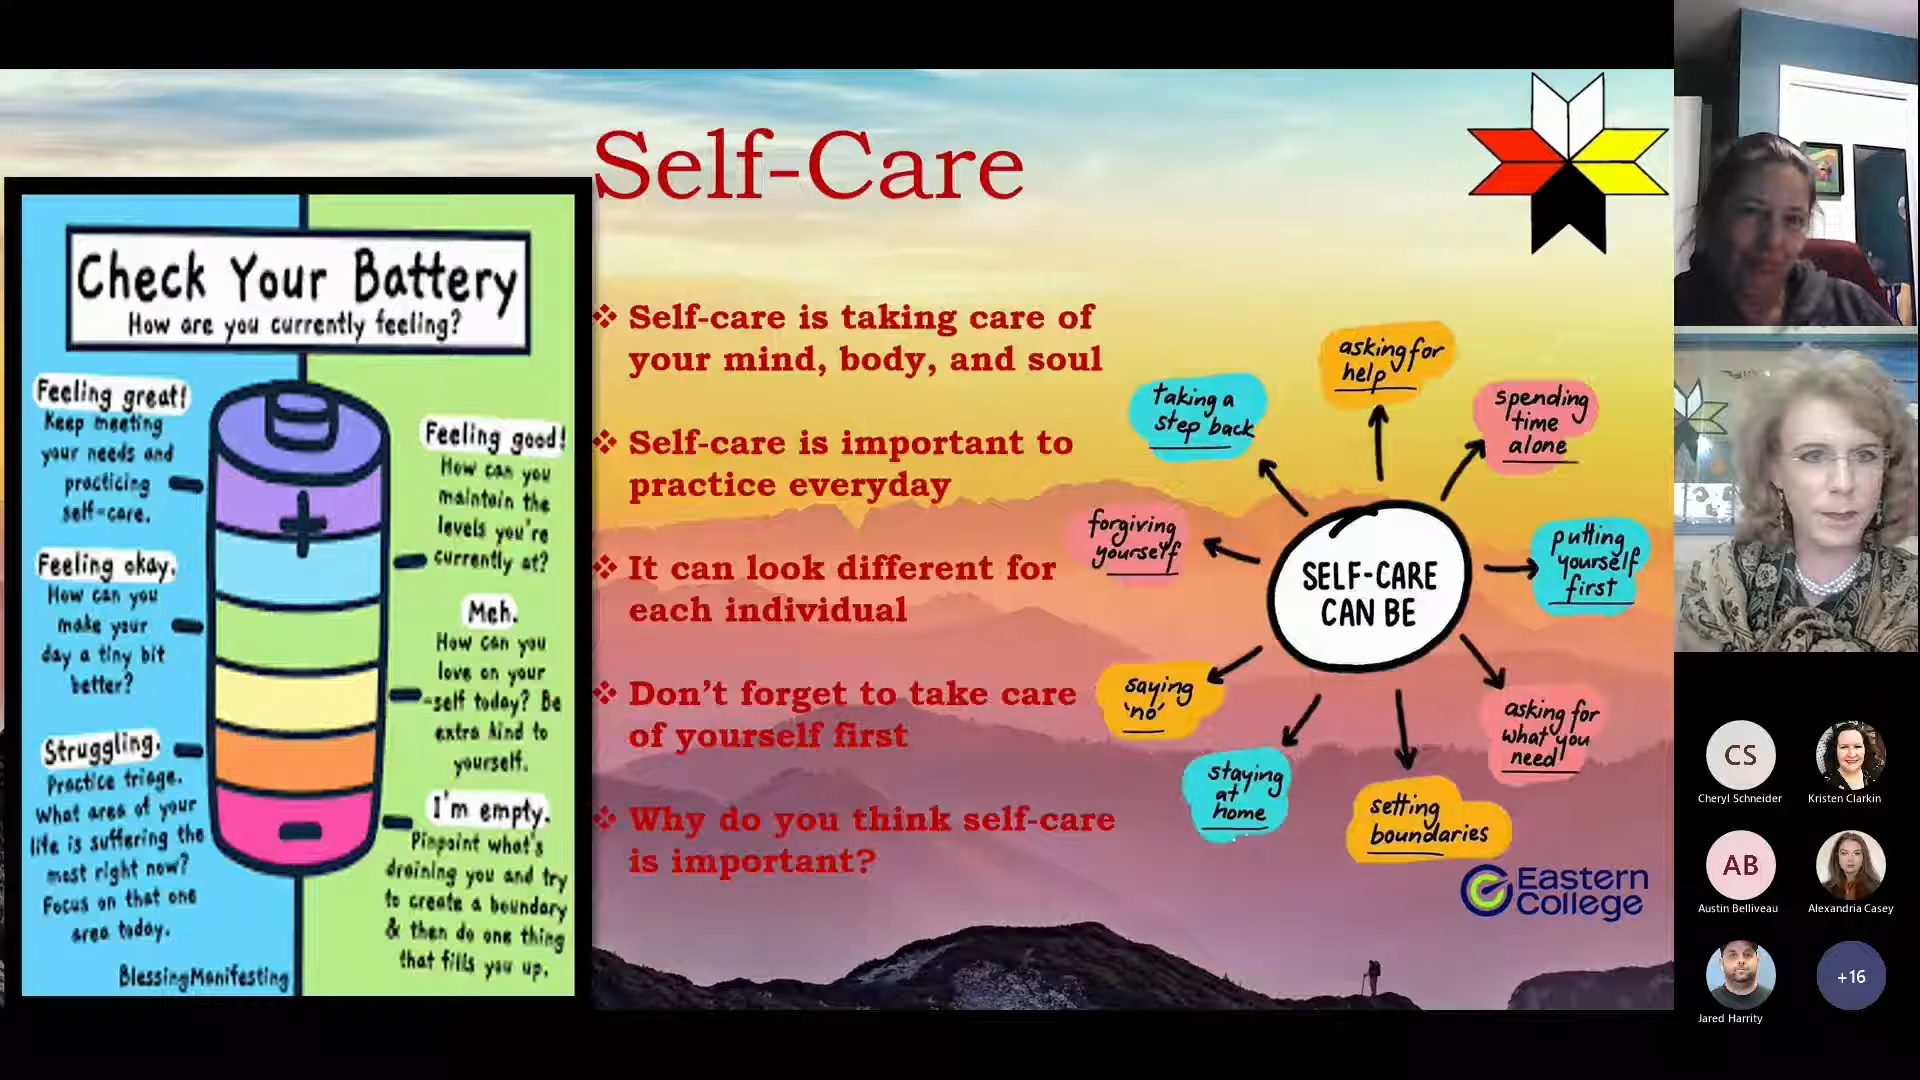 Self-Care
Check Your Battery
How are you currently feeling?
Feeling great!
Keep meeting
your needs and
practicing
self-care.
Feeling good!
How can you
maintain the
levels you're
currently at?
Feeling okay.
How can you
make your
day a tiny bit
better?
Meh.
How can you
love on your
-self today? Be
extra kind to
yourself.
Struggling.
Practice triage.
What area of your
life is suffering the
most right now?
Focus on that one
area today.
I'm empty.
Pinpoint what's
draining you and try
to create a boundary
& then do one thing
that fills you up.
BlessingManifesting
❖ Self-care is taking care of
your mind, body, and soul
❖ Self-care is important to
practice everyday
❖ It can look different for
each individual
❖ Don't forget to take care
of yourself first
❖ Why do you think self-care
is important?
SELF-CARE
CAN BE
asking for
help
spending
time
alone
putting
yourself
first
asking for
what you
need
setting
boundaries
staying
at
home
saying
'no'
forgiving
yourself
taking a
step back
Eastern
College
CS
Cheryl Schneider
Kristen Clarkin
AB
Austin Belliveau
Alexandria Casey
Jared Harrity
+16